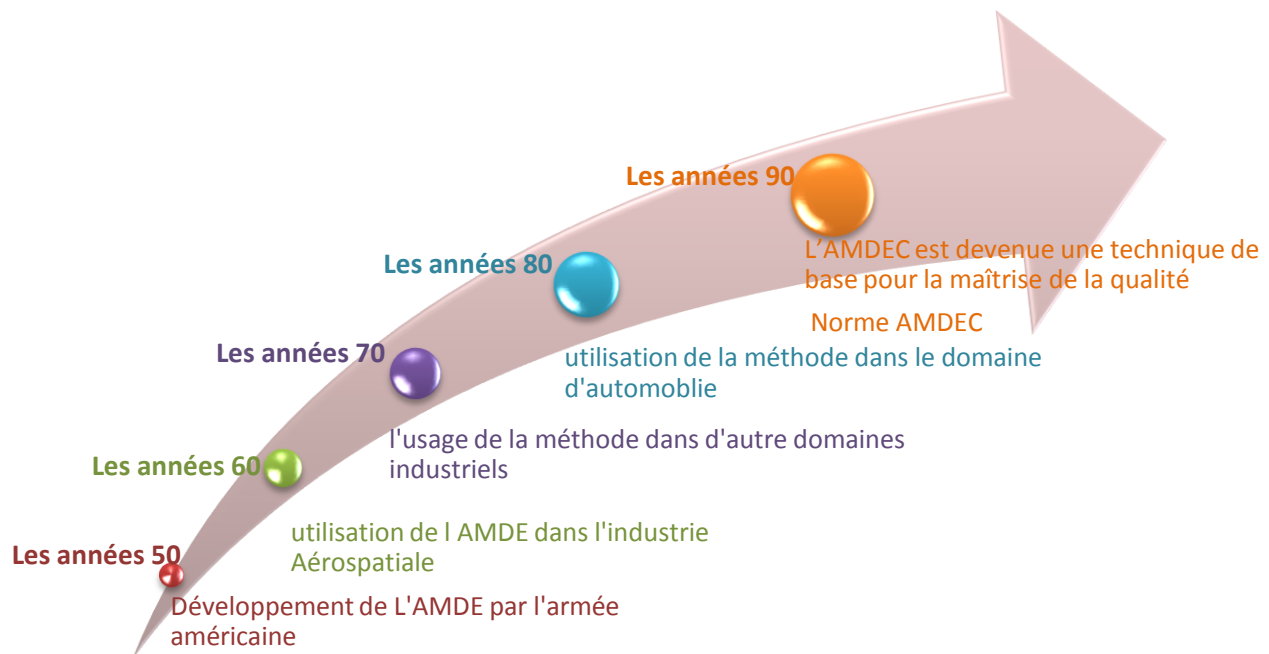 Les années 90
L'AMDEC est devenue une technique de
base pour la maîtrise de la qualité
Norme AMDEC
Les années 80
utilisation de la méthode dans le domaine
d'automoblie
Les années 70
l'usage de la méthode dans d'autre domaines
industriels
Les années 60
utilisation de l AMDE dans l'industrie
Aérospatiale
Les années 50
Développement de L'AMDE par l'armée
américaine